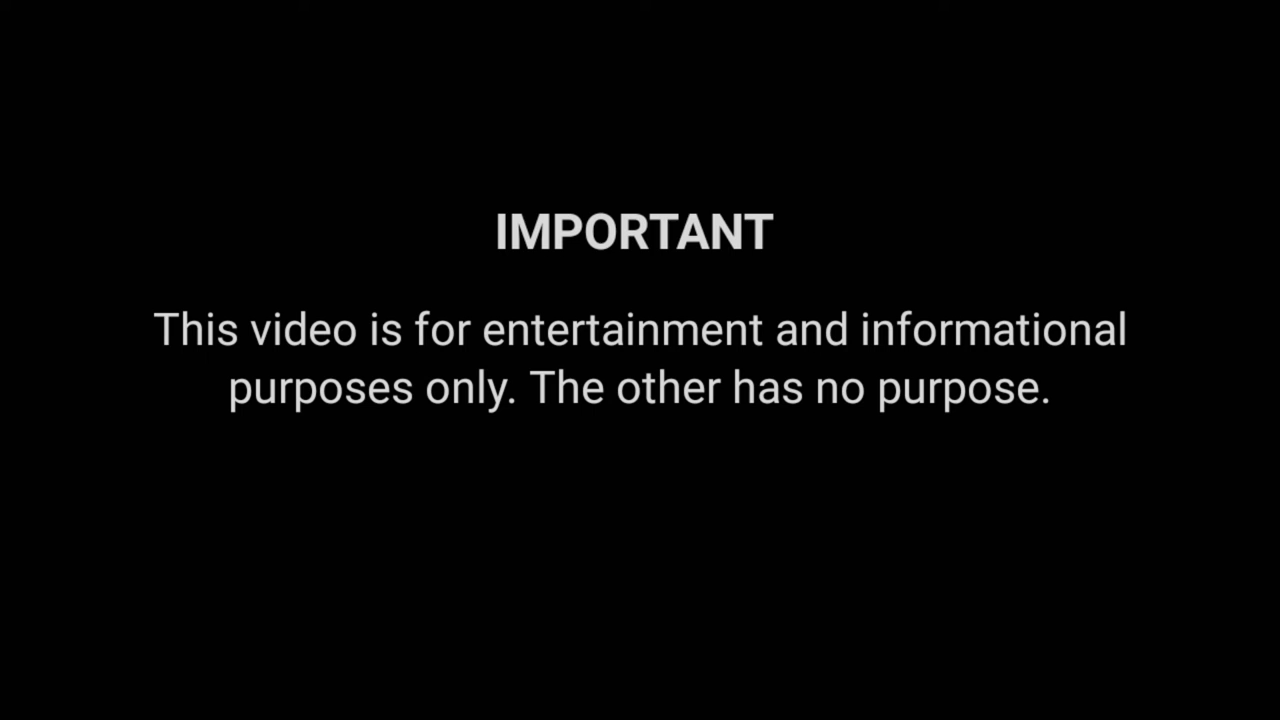 IMPORTANT
This video is for entertainment and informational
purposes only. The other has no purpose.